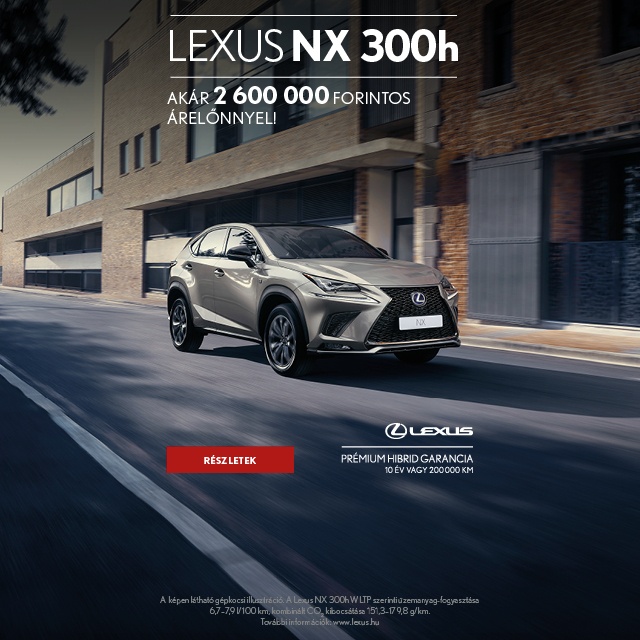 LEXUS NX 300h
AKÁR 2 600 000 FORINTOS
ÁRELŐNNYEL!
NX
LEXUS
RÉSZLETEK
PRÉMIUM HIBRID GARANCIA
10 ÉV VAGY 200 000 KM
A képen látható gépkocsi illusztráció. A Lexus NX 300h WLTP szerinti üzemanyag-fogyasztása
6,7–7,9 l/100 km, kombinált CO₂ kibocsátása 151,3–179,8 g/km.
További információk: www.lexus.hu